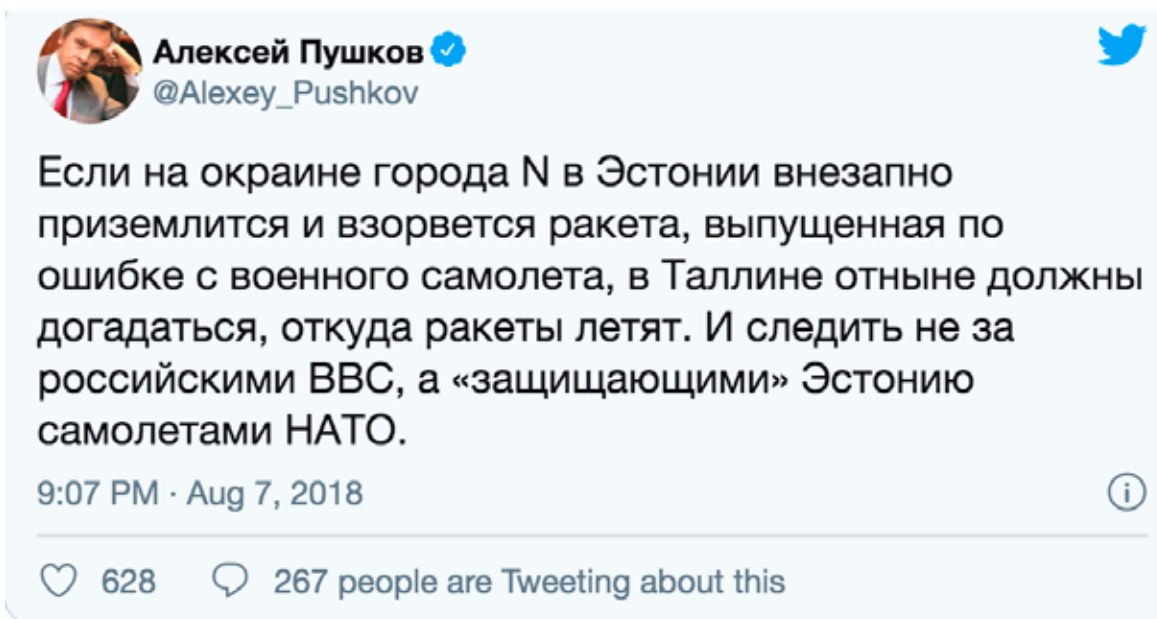 Алексей Пушков
@Alexey_Pushkov
Если на окраине города N в Эстонии внезапно
приземлится и взорвется ракета, выпущенная по
ошибке с военного самолета, в Таллине отныне должны
догадаться, откуда ракеты летят. И следить не за
российскими ВВС, а «защищающими» Эстонию
самолетами НАТО.
9:07 PM · Aug 7, 2018
628 267 people are Tweeting about this